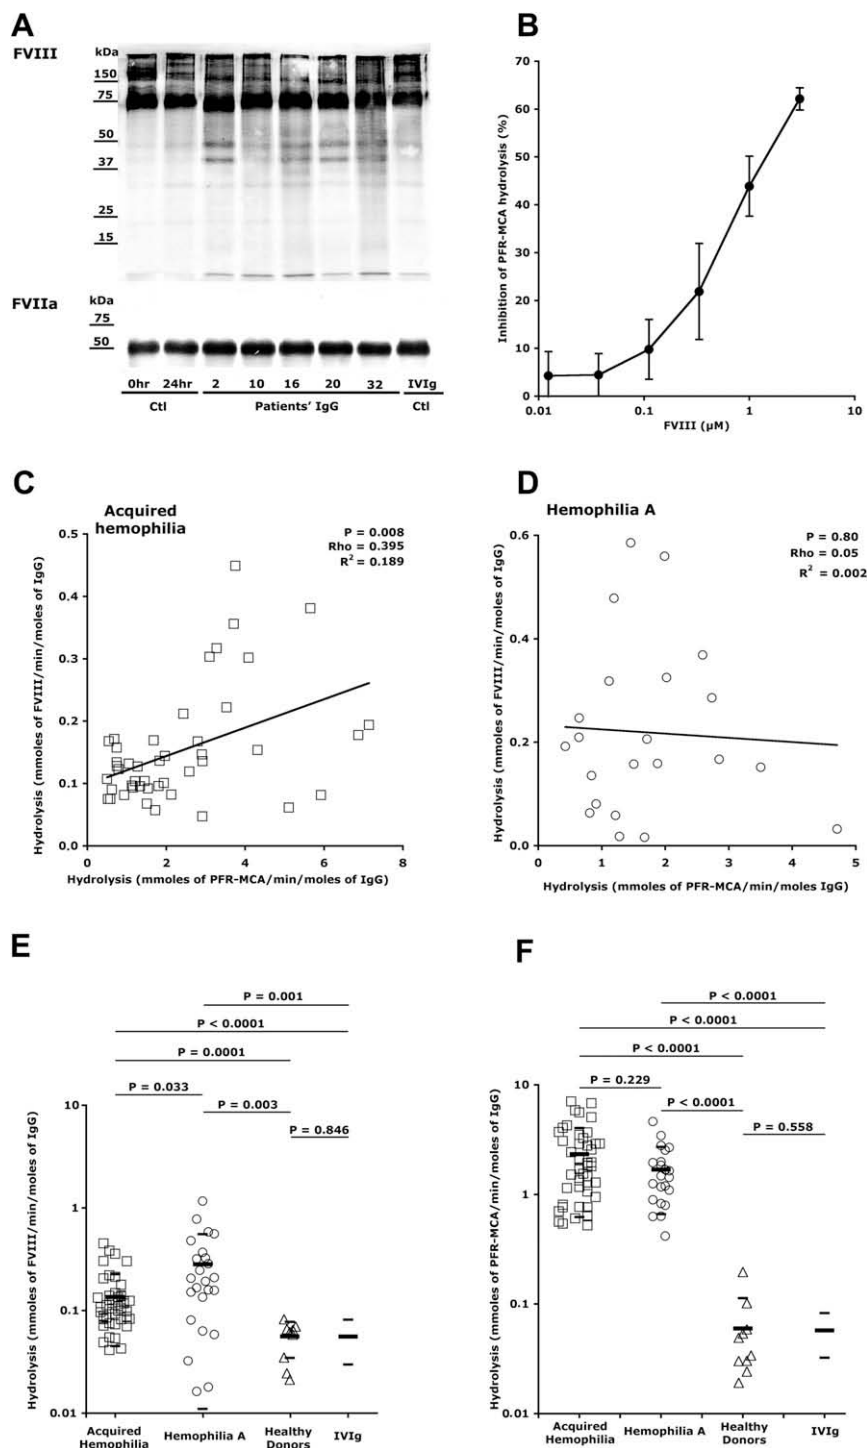 A
FVIII
kDa
150
75
50
37
25
15
FVIIa
kDa
75
50
0hr 24hr 2 10 16 20 32 IVIg
Ctl Patients' IgG Ctl
B
Inhibition of PFR-MCA hydrolysis (%)
70
60
50
40
30
20
10
0
0.01 0.1 1 10
FVIII (µM)
C
Acquired
hemophilia
P = 0.008
Rho = 0.395
R² = 0.189
Hydrolysis (mmoles of FVIII/min/moles of IgG)
0.5
0.4
0.3
0.2
0.1
0.0
0 2 4 6 8
Hydrolysis (mmoles of PFR-MCA/min/moles of IgG)
D
Hemophilia A
P = 0.80
Rho = 0.05
R² = 0.002
Hydrolysis (mmoles of FVIII/min/moles of IgG)
0.6
0.4
0.2
0.0
0 1 2 3 4 5
Hydrolysis (mmoles of PFR-MCA/min/moles IgG)
E
P = 0.001
P < 0.0001
P = 0.0001
P = 0.033
P = 0.003
P = 0.846
Hydrolysis (mmoles of FVIII/min/moles of IgG)
10
1
0.1
0.01
Acquired
Hemophilia
Hemophilia A
Healthy
Donors
IVIg
F
P < 0.0001
P < 0.0001
P < 0.0001
P = 0.229
P < 0.0001
P = 0.558
Hydrolysis (mmoles of PFR-MCA/min/moles of IgG)
10
1
0.1
0.01
Acquired
Hemophilia
Hemophilia A
Healthy
Donors
IVIg